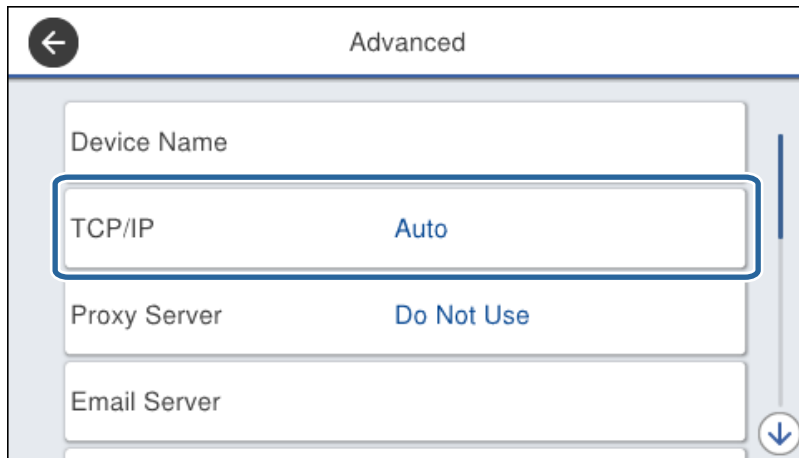 Advanced
Device Name
TCP/IP Auto
Proxy Server Do Not Use
Email Server